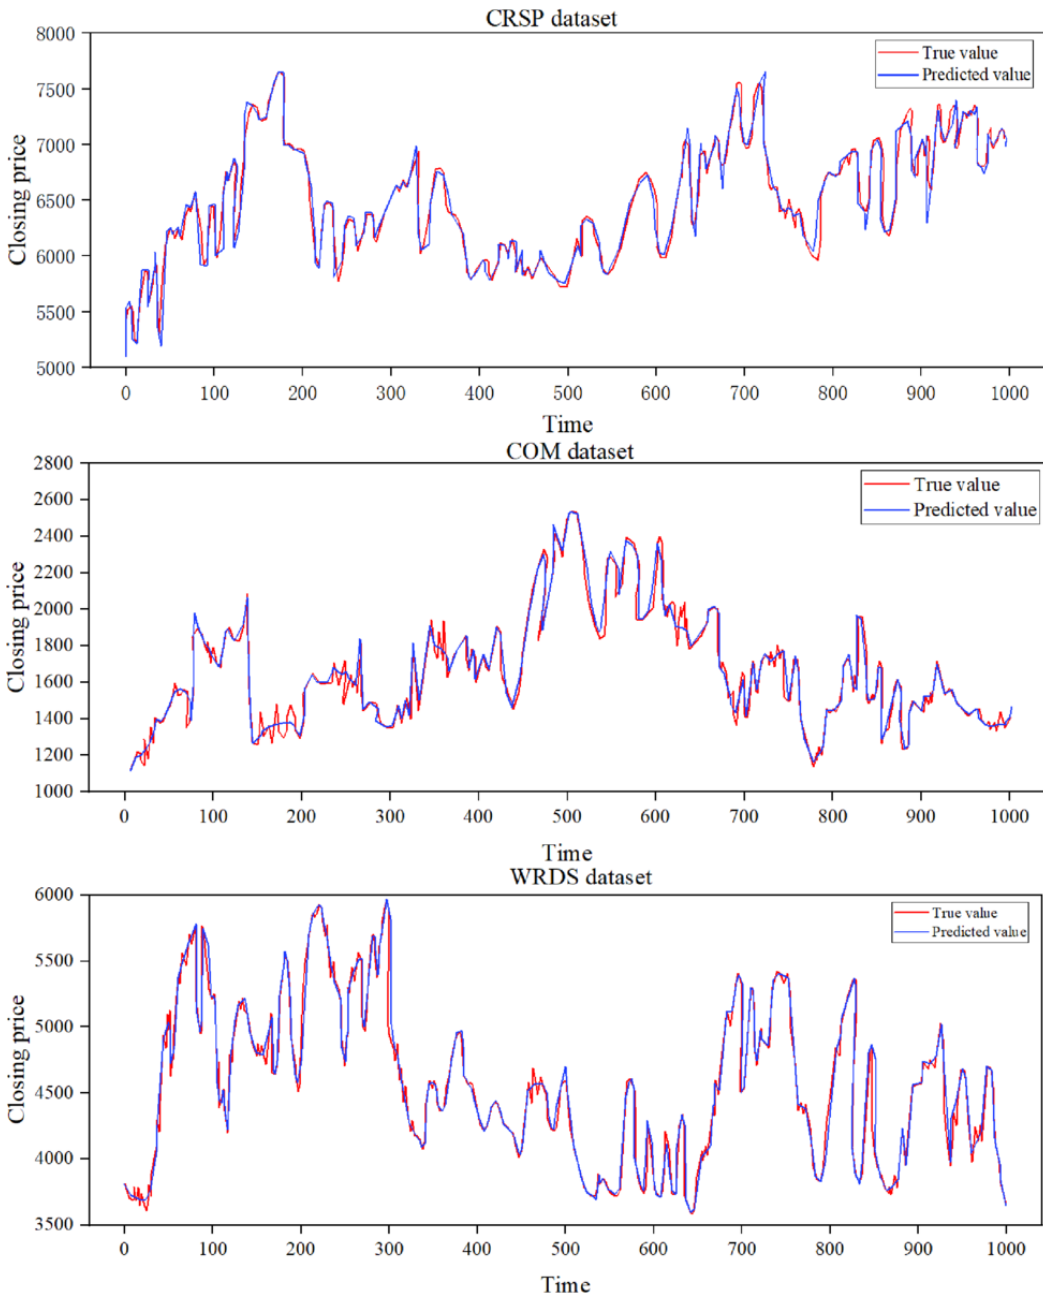 CRSP dataset
8000
7500
7000
6500
6000
5500
5000
Closing price
True value
Predicted value
0 100 200 300 400 500 600 700 800 900 1000
Time
COM dataset
2800
2600
2400
2200
2000
1800
1600
1400
1200
1000
Closing price
True value
Predicted value
0 100 200 300 400 500 600 700 800 900 1000
Time
WRDS dataset
6000
5500
5000
4500
4000
3500
Closing price
True value
Predicted value
0 100 200 300 400 500 600 700 800 900 1000
Time